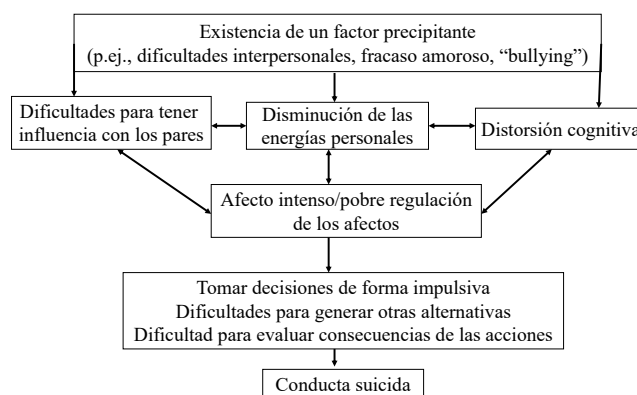 Existencia de un factor precipitante
(p.ej., dificultades interpersonales, fracaso amoroso, “bullying”)
Dificultades para tener
influencia con los pares
Disminución de las
energías personales
Distorsión cognitiva
Afecto intenso/pobre regulación
de los afectos
Tomar decisiones de forma impulsiva
Dificultades para generar otras alternativas
Dificultad para evaluar consecuencias de las acciones
Conducta suicida